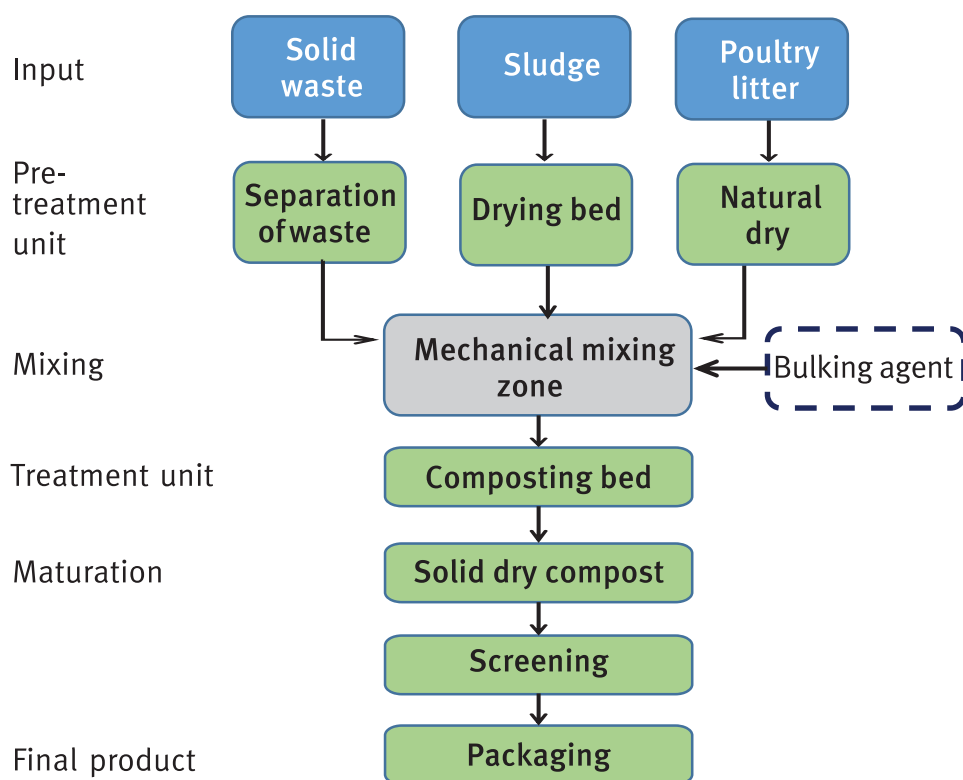 Input
Solid
waste
Sludge
Poultry
litter
Pre-
treatment
unit
Separation
of waste
Drying bed
Natural
dry
Mixing
Mechanical mixing
zone
Bulking agent
Treatment unit
Composting bed
Maturation
Solid dry compost
Screening
Final product
Packaging